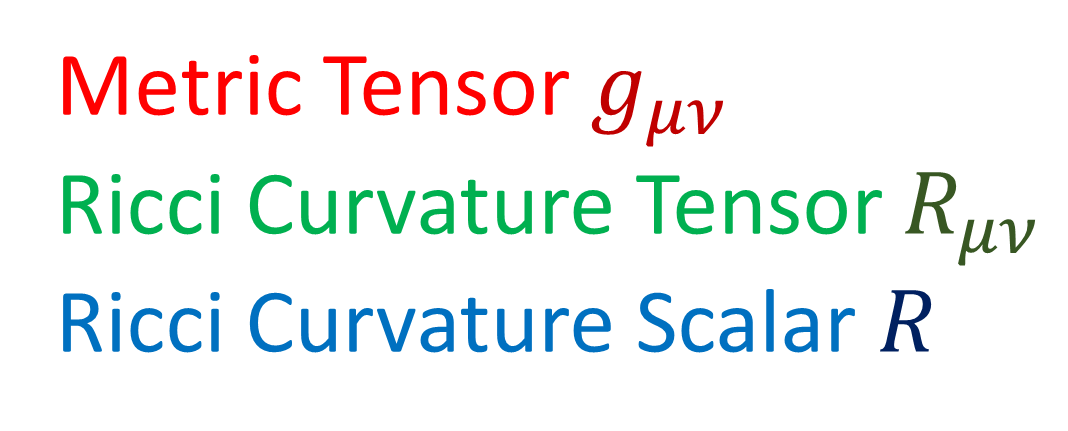 Metric Tensor 𝑔𝜇𝜈
Ricci Curvature Tensor 𝑅𝜇𝜈
Ricci Curvature Scalar 𝑅